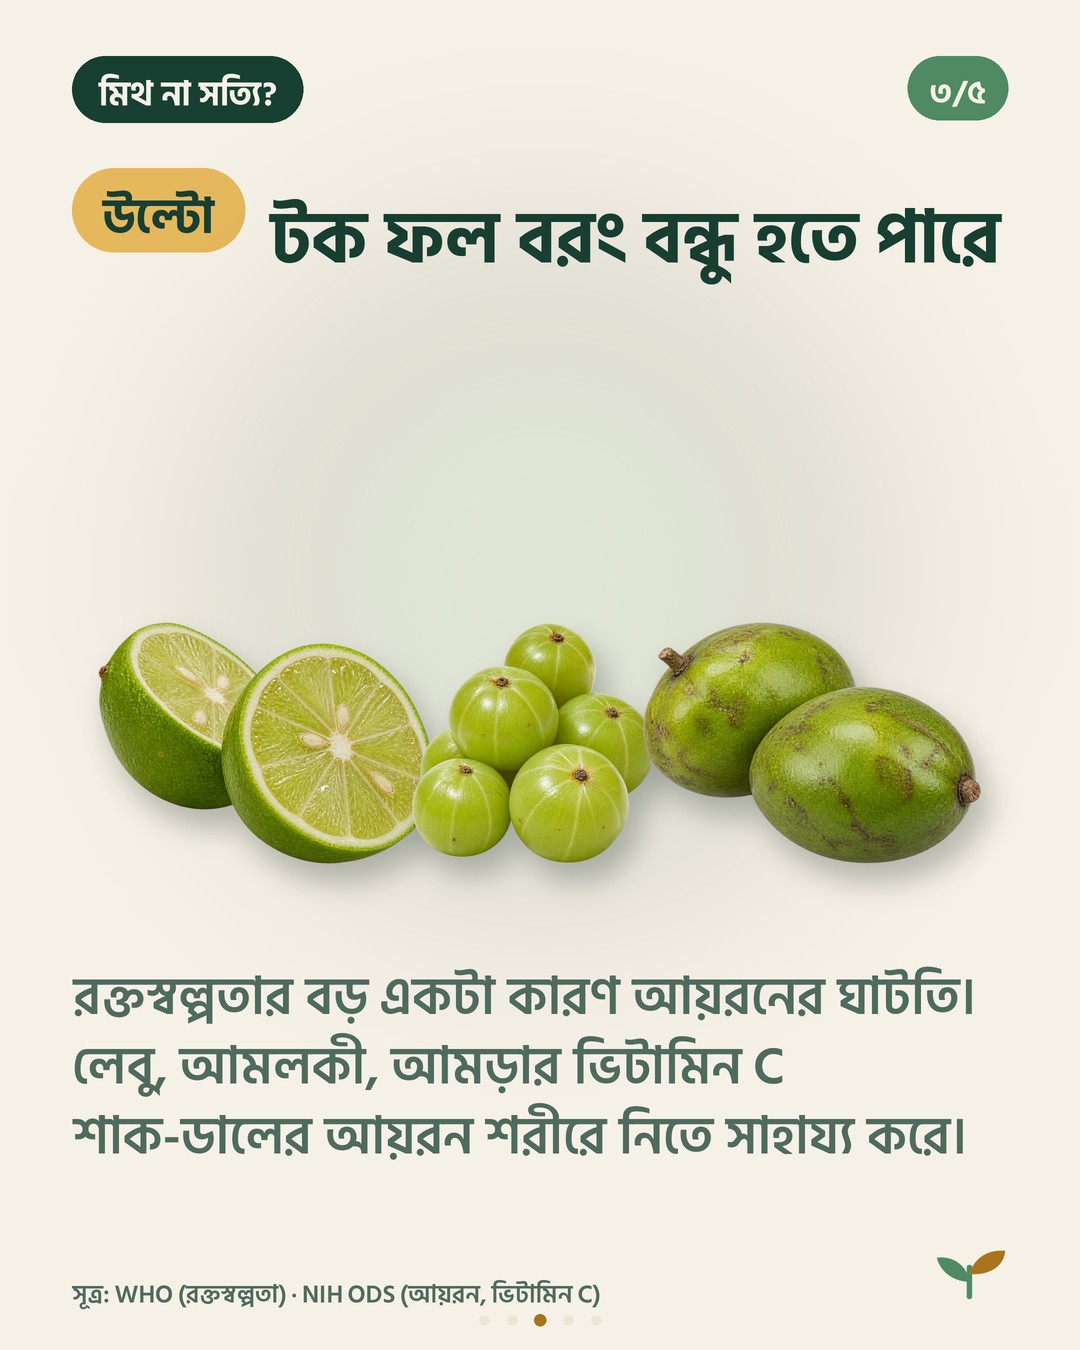 মিথ না সত্যি?
৩/৫
উল্টো টক ফল বরং বন্ধু হতে পারে
রক্তস্বল্পতার বড় একটা কারণ আয়রনের ঘাটতি।
লেবু, আমলকী, আমড়ার ভিটামিন C
শাক-ডালের আয়রন শরীরে নিতে সাহায্য করে।
সূত্র: WHO (রক্তস্বল্পতা) · NIH ODS (আয়রন, ভিটামিন C)